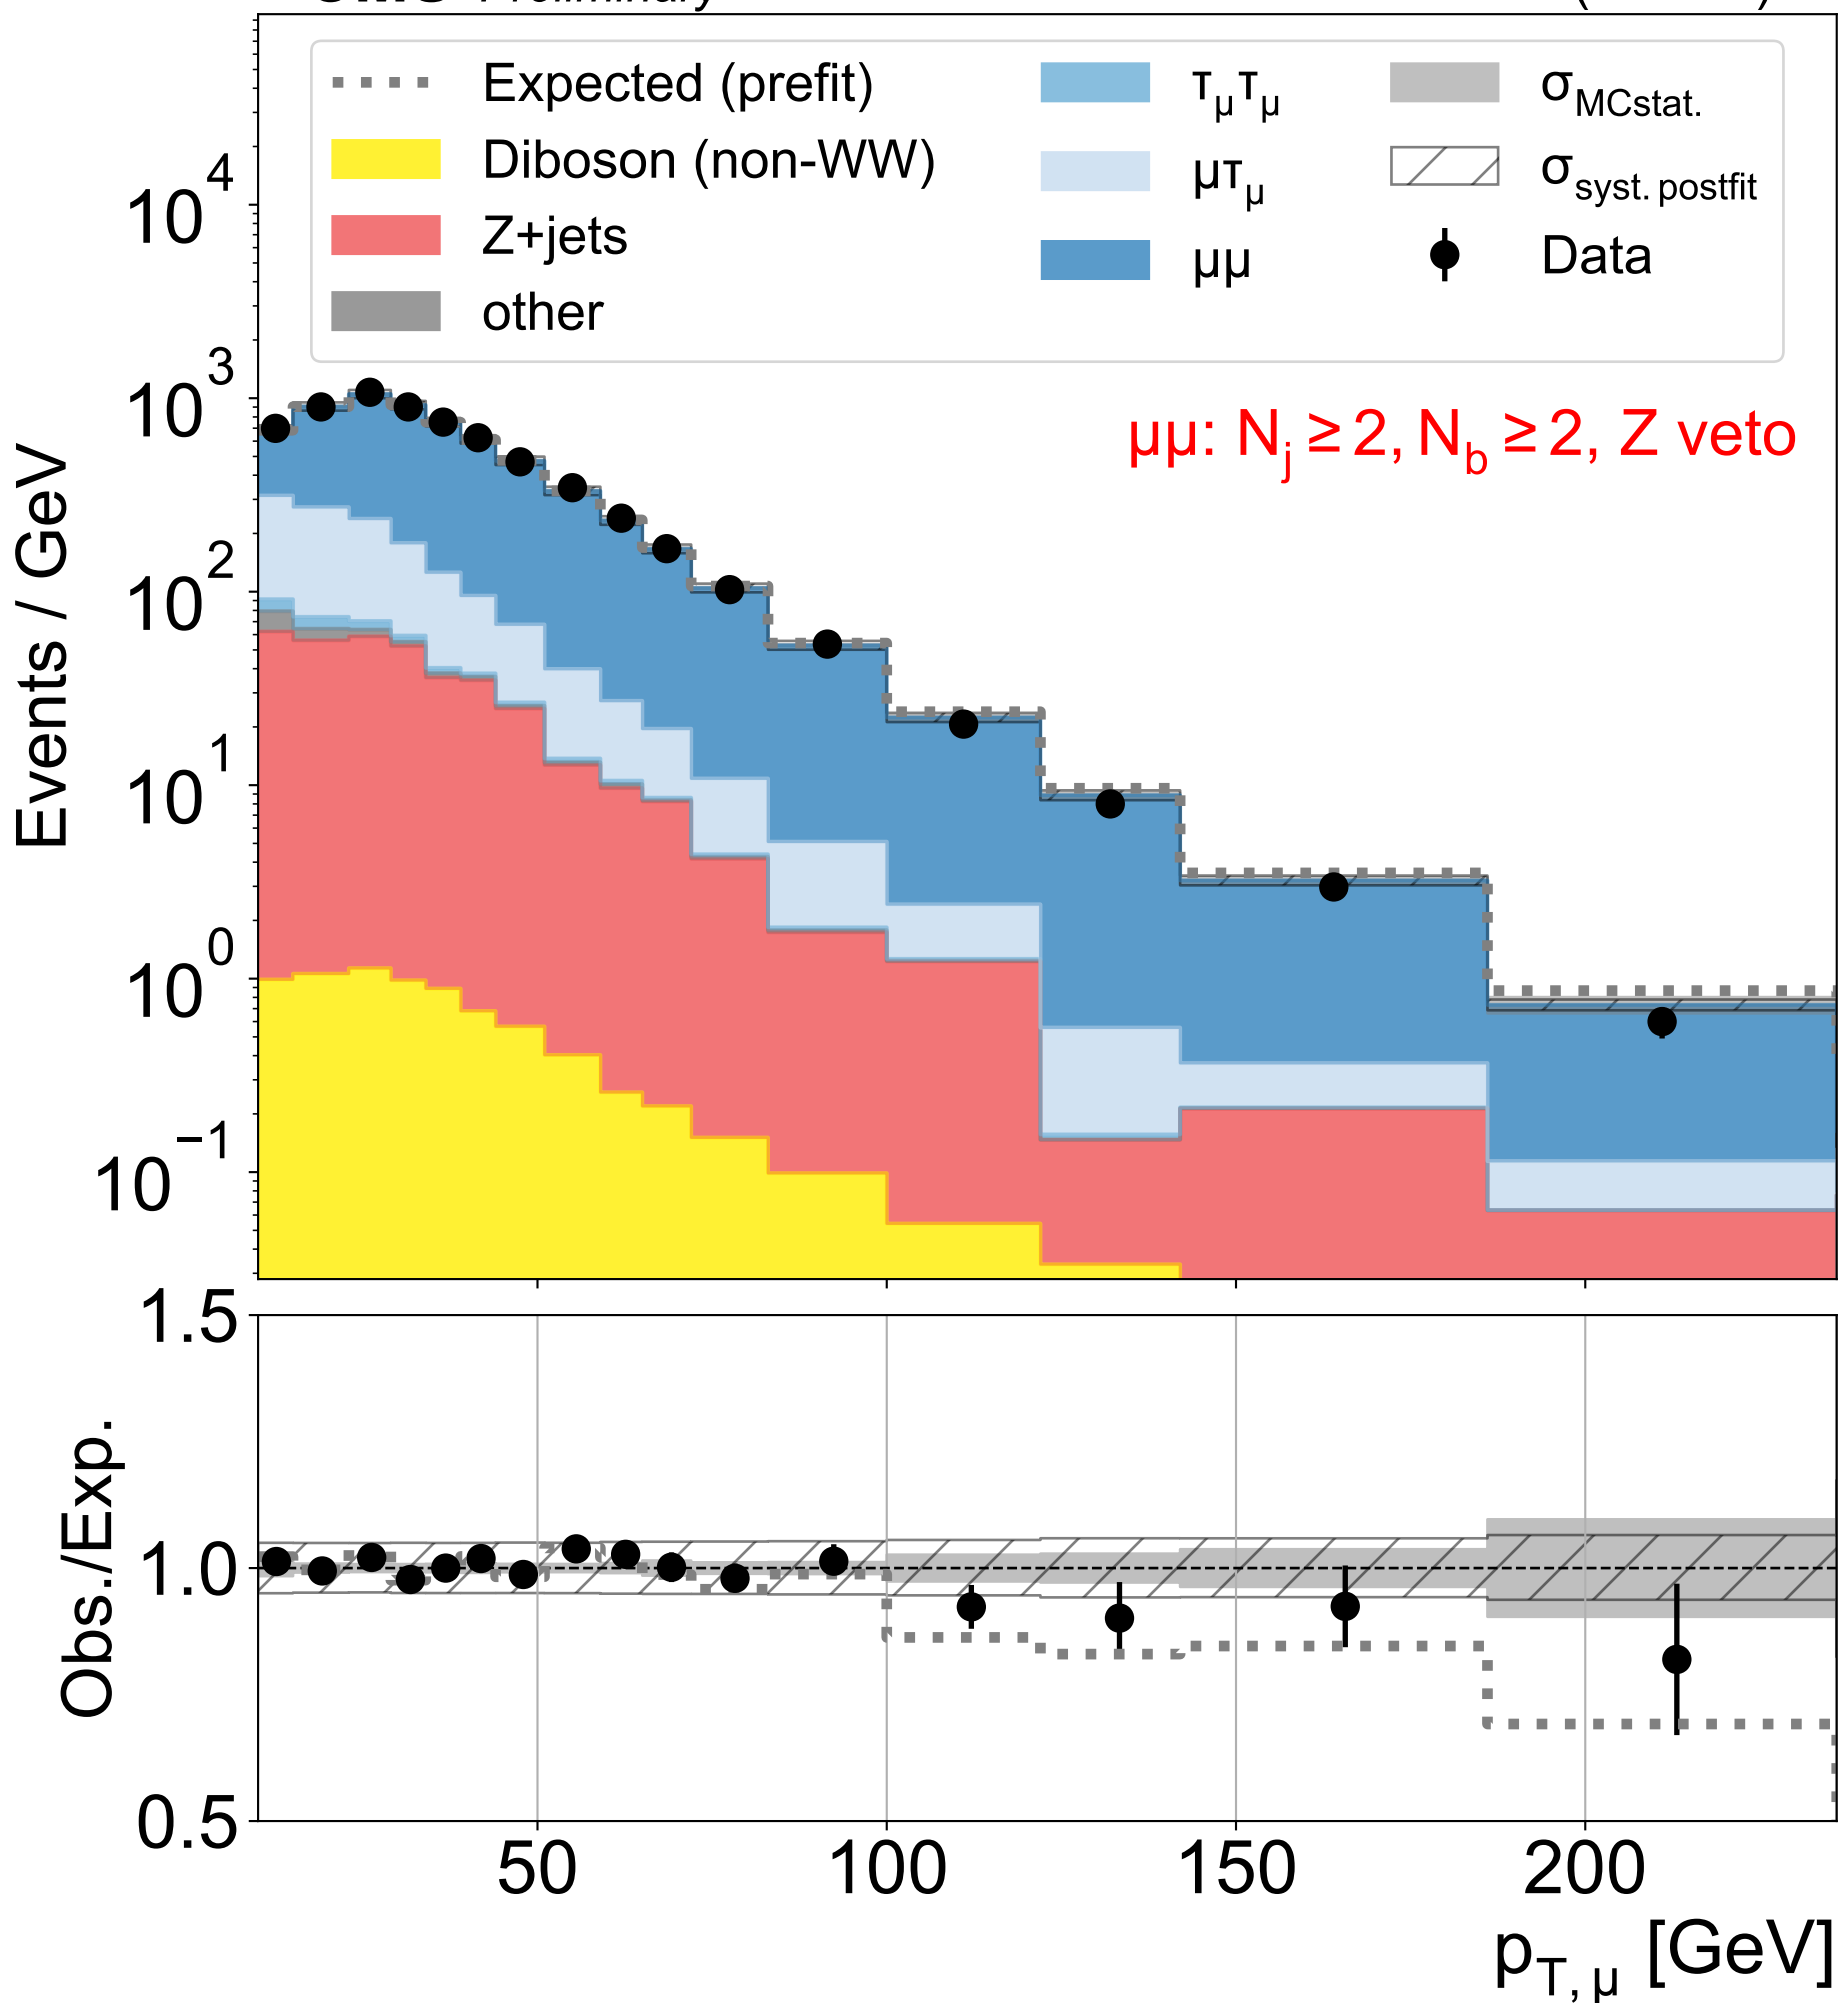 Preliminary
Expected (prefit)
Diboson (non-WW)
Z+jets
other
τμτμ
μτμ
μμ
σMCstat.
σsyst. postfit
Data
μμ: Nj ≥ 2, Nb ≥ 2, Z veto
Events / GeV
10^4
10^3
10^2
10^1
10^0
10^−1
Obs./Exp.
1.5
1.0
0.5
50 100 150 200
pT, μ [GeV]